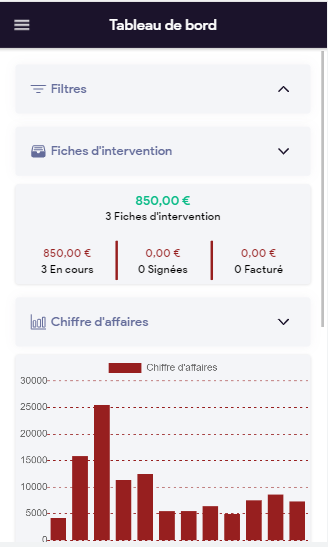 Tableau de bord
Filtres
Fiches d'intervention
850,00 €
3 Fiches d'intervention
850,00 € 0,00 € 0,00 €
3 En cours 0 Signées 0 Facturé
Chiffre d'affaires
Chiffre d'affaires
30000
25000
20000
15000
10000
5000
0